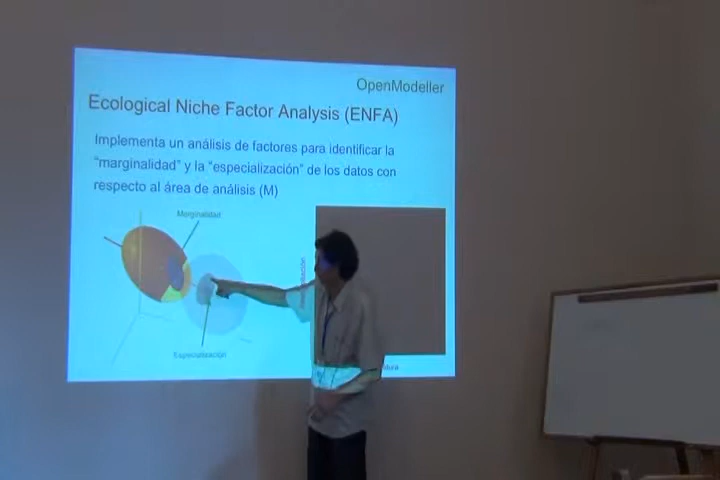 OpenModeller
Ecological Niche Factor Analysis (ENFA)
Implementa un análisis de factores para identificar la
"marginalidad" y la "especialización" de los datos con
respecto al área de análisis (M)
Marginalidad
Especialización